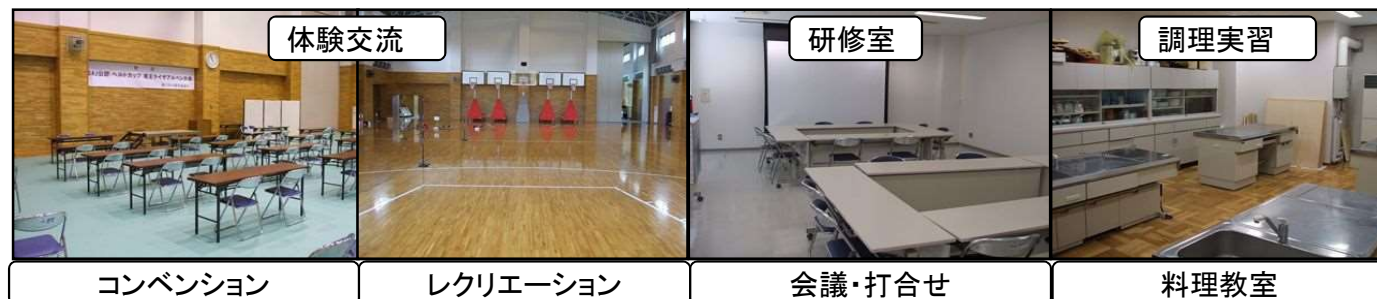 体験交流
研修室
調理実習
コンベンション
レクリエーション
会議・打合せ
料理教室